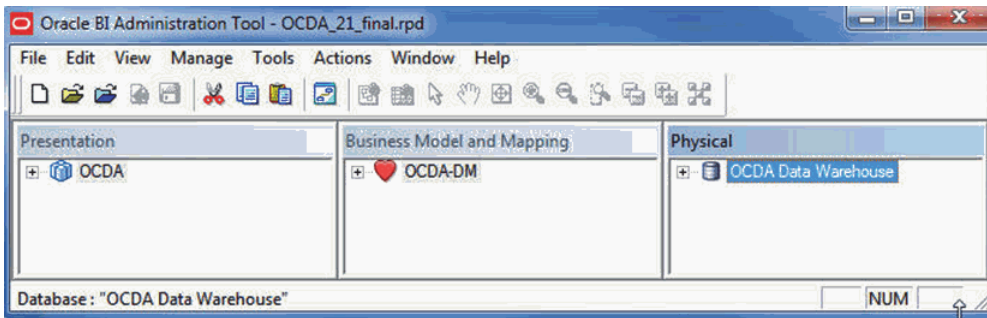 Oracle BI Administration Tool - OCDA_21_final.rpd
File Edit View Manage Tools Actions Window Help
Presentation
Business Model and Mapping
Physical
OCDA
OCDA-DM
OCDA Data Warehouse
Database : "OCDA Data Warehouse"
NUM